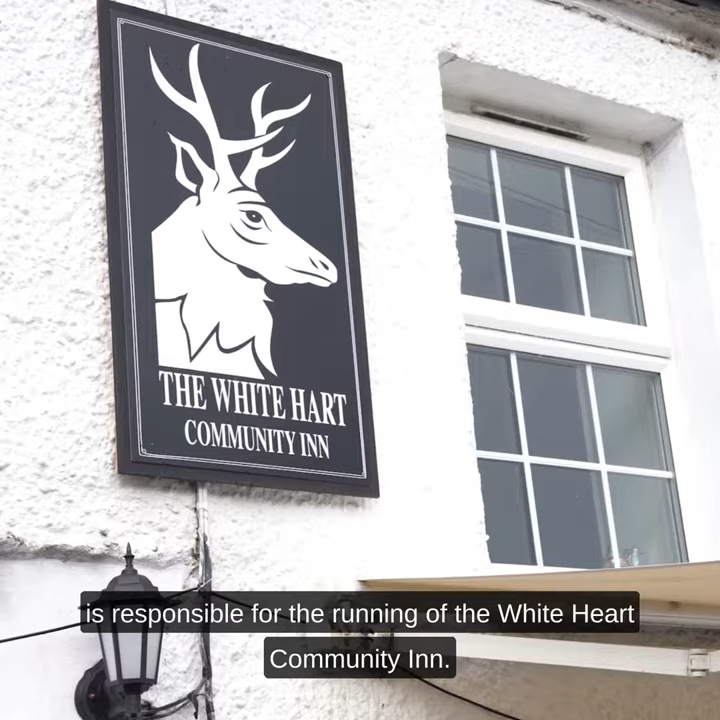 THE WHITE HART
COMMUNITY INN
is responsible for the running of the White Heart
Community Inn.